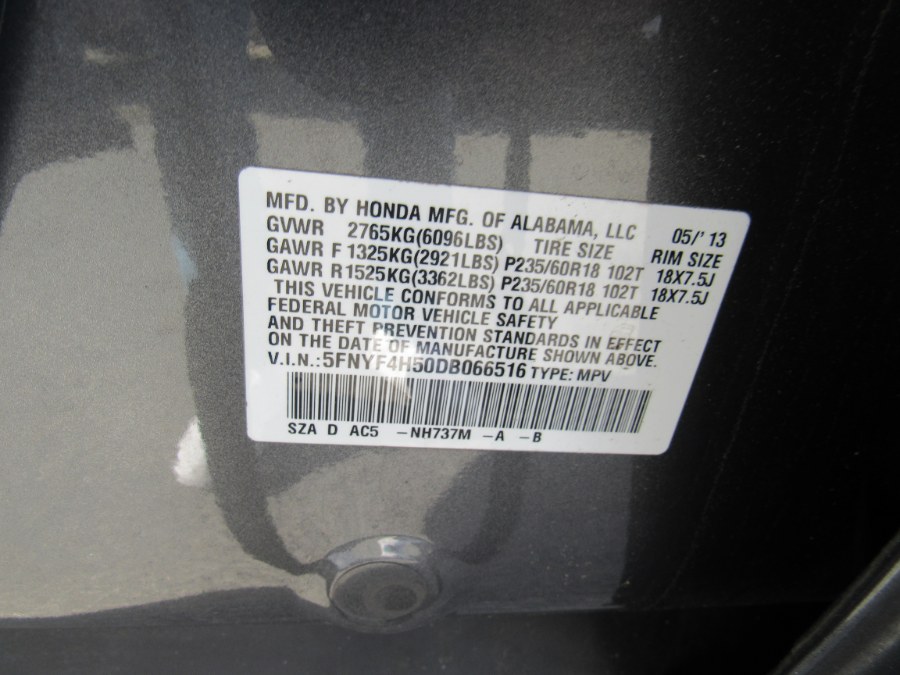 MFD. BY HONDA MFG. OF ALABAMA, LLC 05/'13
GVWR 2765KG(6096LBS) TIRE SIZE RIM SIZE
GAWR F 1325KG(2921LBS) P235/60R18 102T 18X7.5J
GAWR R1525KG(3362LBS) P235/60R18 102T 18X7.5J
THIS VEHICLE CONFORMS TO ALL APPLICABLE
FEDERAL MOTOR VEHICLE SAFETY
AND THEFT PREVENTION STANDARDS IN EFFECT
ON THE DATE OF MANUFACTURE SHOWN ABOVE.
V.I.N.:5FNYF4H50DB066516 TYPE: MPV
SZA D AC5 -NH737M -A -B